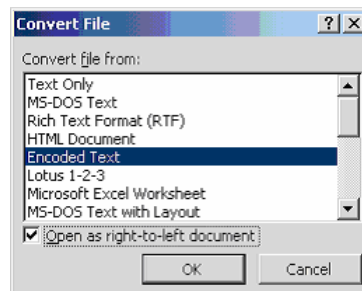 Convert File
Convert file from:
Text Only
MS-DOS Text
Rich Text Format (RTF)
HTML Document
Encoded Text
Lotus 1-2-3
Microsoft Excel Worksheet
MS-DOS Text with Layout
Open as right-to-left document
OK Cancel